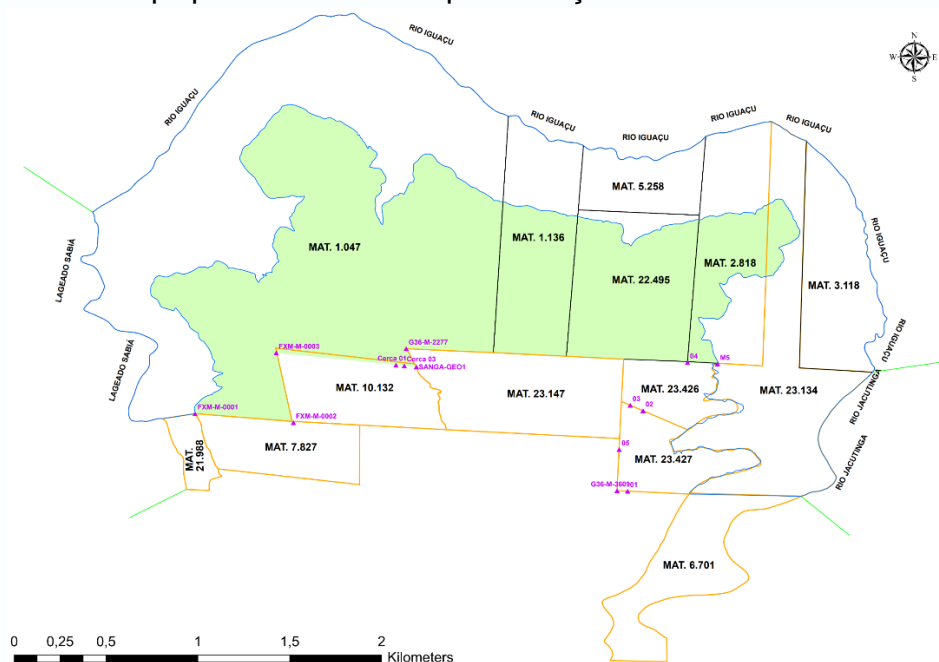 RIO IGUAÇU
RIO IGUAÇU
RIO IGUAÇU
RIO IGUAÇU
RIO IGUAÇU
RIO IGUAÇU
N
W E
S
MAT. 5.258
MAT. 1.047
MAT. 1.136
MAT. 22.495
MAT. 2.818
MAT. 3.118
RIO IGUAÇU
RIO IGUAÇU
LAGEADO SABIÁ
LAGEADO SABIÁ
FXM-M-0003
G36-M-2277
Cerca 01
Cerca 03
SANGA-GEO1
04
M5
MAT. 10.132
MAT. 23.147
MAT. 23.426
MAT. 23.134
RIO JACUTINGA
RIO JACUTINGA
03
02
FXM-M-0001
FXM-M-0002
MAT. 7.827
MAT.
21.988
05
MAT. 23.427
G36-M-360901
MAT. 6.701
0 0,25 0,5 1 1,5 2
Kilometers